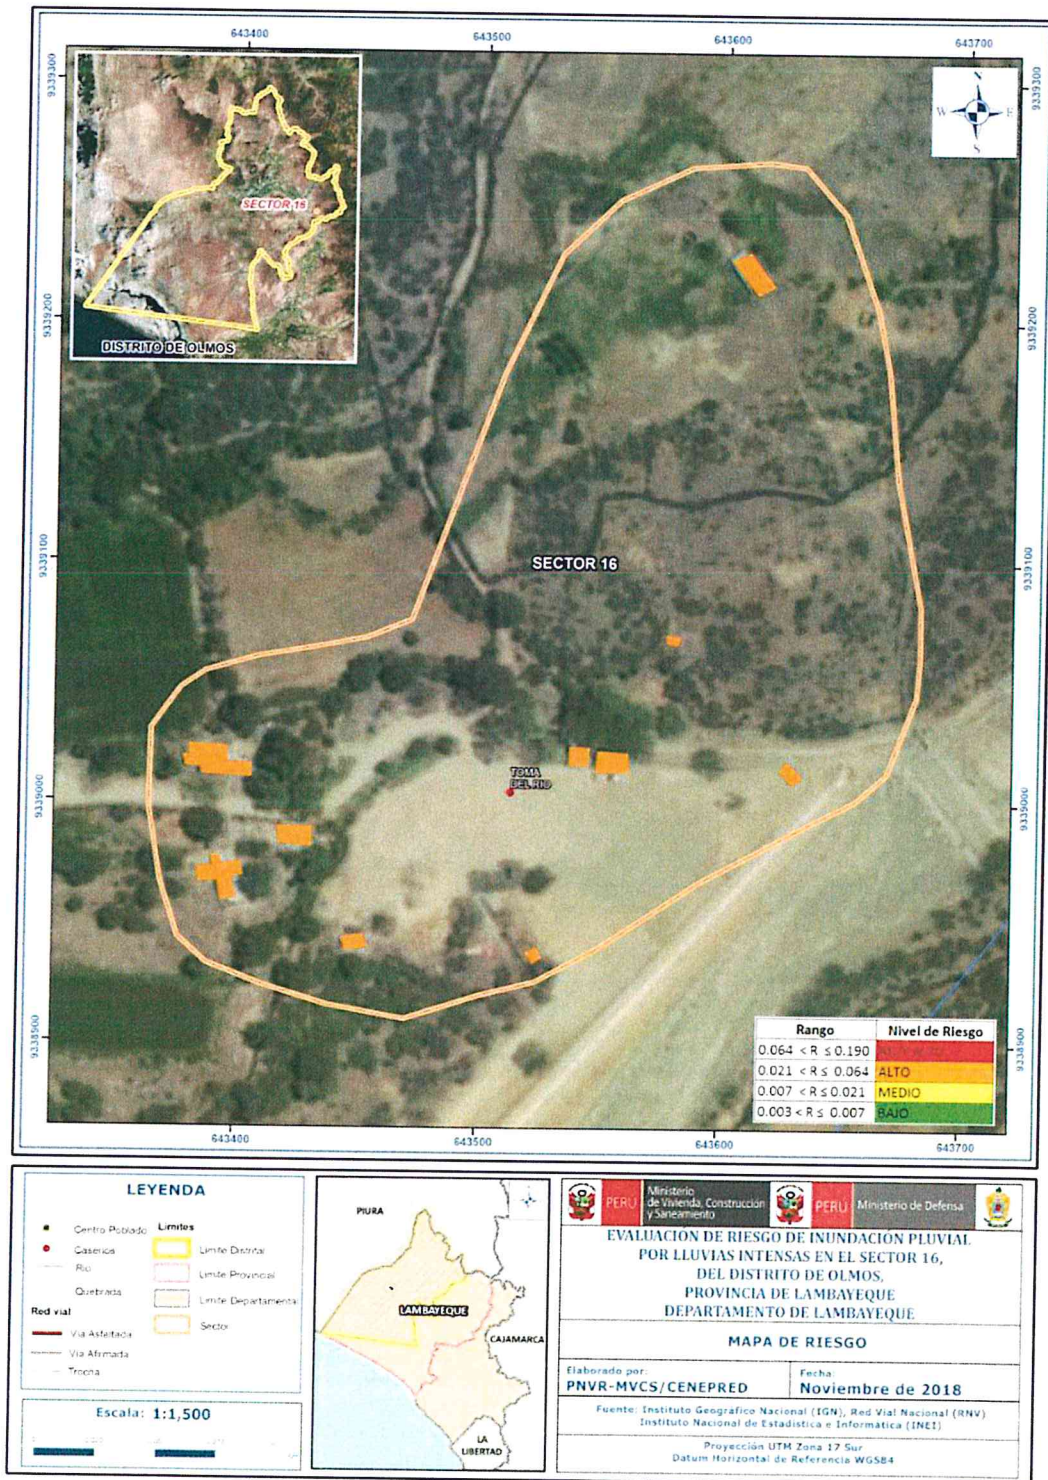 643400
643500
643600
643700
9339300
9339300
N
W
E
S
SECTOR 16
DISTRITO DE OLMOS
9339200
9339200
9339100
9339100
SECTOR 16
TOMA
DEL RIO
9339000
9339000
Rango Nivel de Riesgo
0.064 < R ≤ 0.190
0.021 < R ≤ 0.064 ALTO
0.007 < R ≤ 0.021 MEDIO
0.003 < R ≤ 0.007 BAJO
643400
643500
643600
643700
LEYENDA
Centro Poblado
Caserios
Rio
Quebrada
Red vial
Via Asfaltada
Via Afirmada
Trocha
Limites
Limite Distrital
Limite Provincial
Limite Departamental
Sector
Escala: 1:1,500
PIURA
LAMBAYEQUE
CAJAMARCA
LA
LIBERTAD
PERÚ
Ministerio
de Vivienda, Construcción
y Saneamiento
PERÚ
Ministerio de Defensa
EVALUACION DE RIESGO DE INUNDACIÓN PLUVIAL
POR LLUVIAS INTENSAS EN EL SECTOR 16,
DEL DISTRITO DE OLMOS,
PROVINCIA DE LAMBAYEQUE
DEPARTAMENTO DE LAMBAYEQUE
MAPA DE RIESGO
Elaborado por:
PNVR-MVCS/CENEPRED
Fecha:
Noviembre de 2018
Fuente: Instituto Geográfico Nacional (IGN), Red Vial Nacional (RNV)
Instituto Nacional de Estadistica e Informática (INEI)
Proyección UTM Zona 17 Sur
Datum Horizontal de Referencia WGS84